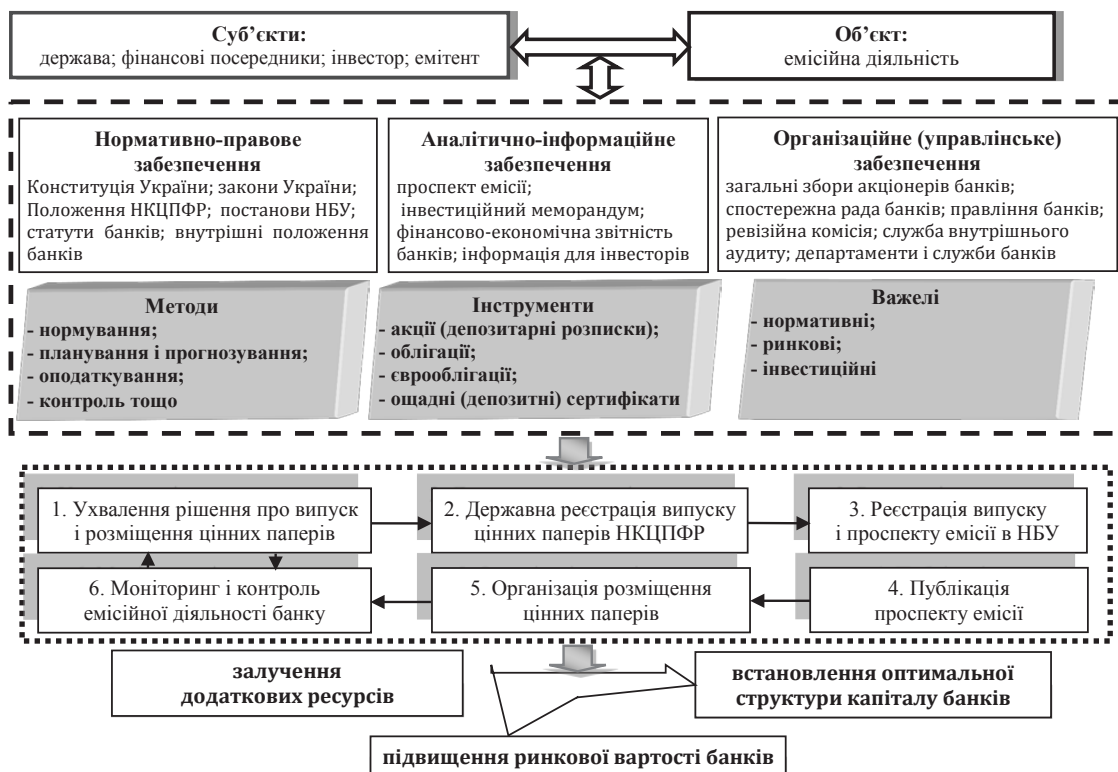 Суб’єкти:
держава; фінансові посередники; інвестор; емітент
Об’єкт:
емісійна діяльність
Нормативно-правове
забезпечення
Конституція України; закони України;
Положення НКЦПФР; постанови НБУ;
статути банків; внутрішні положення
банків
Аналітично-інформаційне
забезпечення
проспект емісії;
інвестиційний меморандум;
фінансово-економічна звітність
банків; інформація для інвесторів
Організаційне (управлінське)
забезпечення
загальні збори акціонерів банків;
спостережна рада банків; правління банків;
ревізійна комісія; служба внутрішнього
аудиту; департаменти і служби банків
Методи
- нормування;
- планування і прогнозування;
- оподаткування;
- контроль тощо
Інструменти
- акції (депозитарні розписки);
- облігації;
- єврооблігації;
- ощадні (депозитні) сертифікати
Важелі
- нормативні;
- ринкові;
- інвестиційні
1. Ухвалення рішення про випуск
і розміщення цінних паперів
2. Державна реєстрація випуску
цінних паперів НКЦПФР
3. Реєстрація випуску
і проспекту емісії в НБУ
6. Моніторинг і контроль
емісійної діяльності банку
5. Організація розміщення
цінних паперів
4. Публікація
проспекту емісії
залучення
додаткових ресурсів
встановлення оптимальної
структури капіталу банків
підвищення ринкової вартості банків